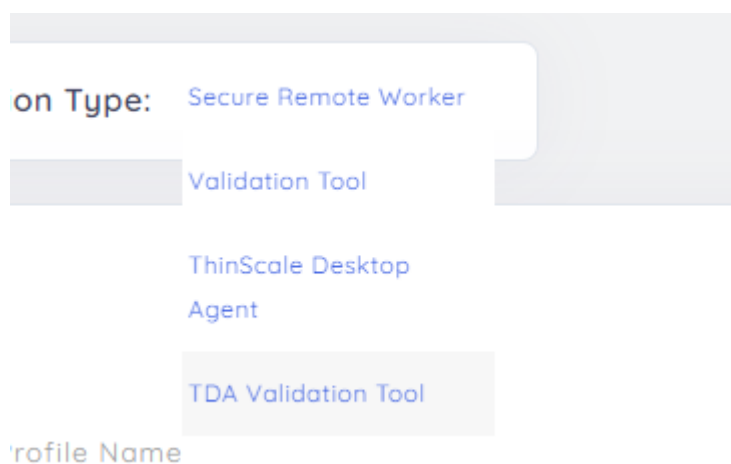 on Type:
Secure Remote Worker
Validation Tool
ThinScale Desktop
Agent
TDA Validation Tool
rofile Name